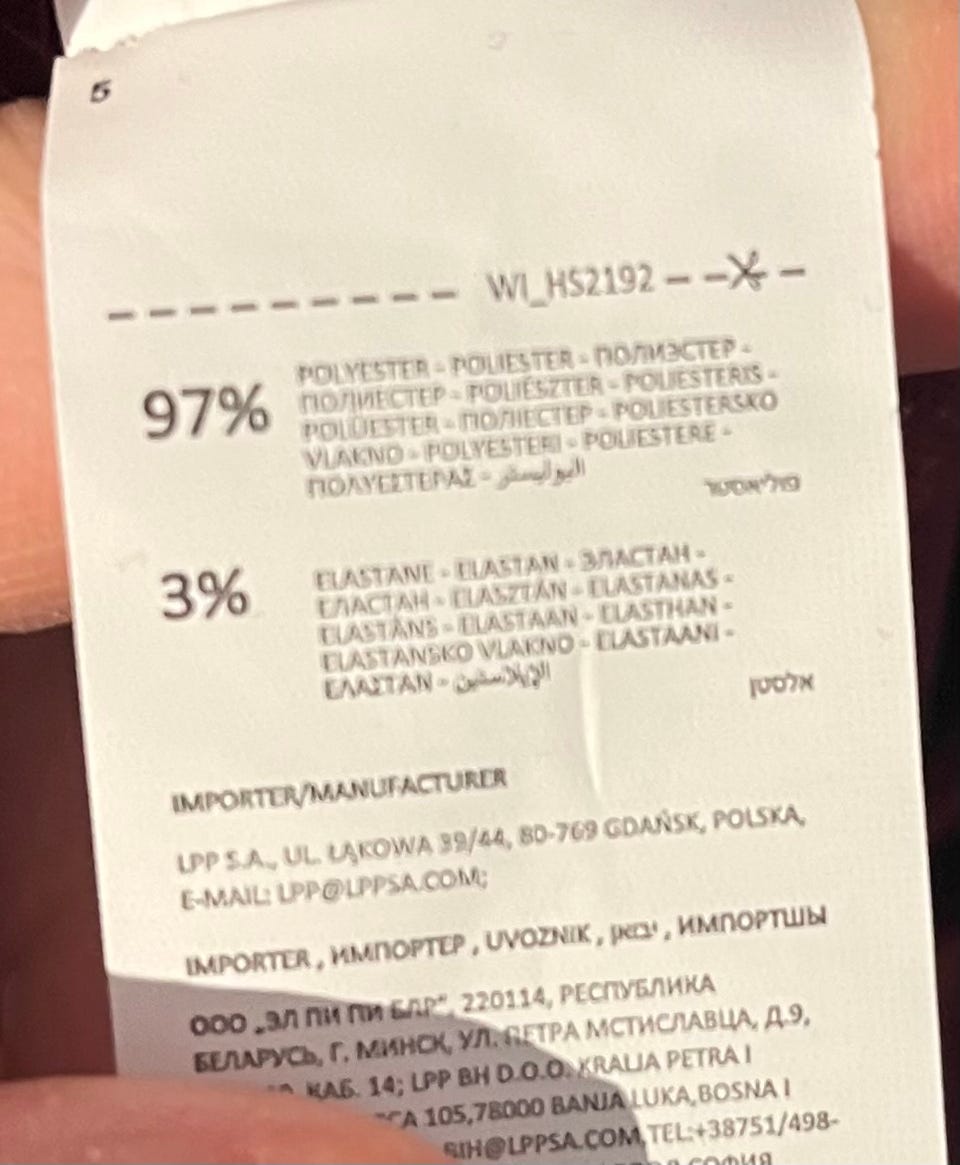 5
WI_HS2192
97%
POLYESTER - POLIESTER - ПОЛИЭСТЕР -
ПОЛИЕСТЕР - POLIÉSZTER - POLIESTERIS -
POLÜESTER - ПОЛІЕСТЕР - POLIESTERSKO
VLAKNO - POLYESTERI - POLIESTERE -
ΠΟΛΥΕΣΤΕΡΑΣ - البوليستر
פוליאסטר
3%
ELASTANE - ELASTAN - ЭЛАСТАН -
ЕЛАСТАН - ELASZTÁN - ELASTANAS -
ELASTĀNS - ELASTAAN - ELASTHAN -
ELASTANSKO VLAKNO - ELASTAANI -
ΕΛΑΣΤΑΝ -
אלסטן
IMPORTER/MANUFACTURER
LPP S.A., UL. ŁĄKOWA 39/44, 80-769 GDAŃSK, POLSKA,
E-MAIL: LPP@LPPSA.COM;
IMPORTER , ИМПОРТЕР , UVOZNIK , יבואן , ИМПОРТШЫ
ООО „ЭЛ ПИ ПИ БЛР“, 220114, РЕСПУБЛИКА
БЕЛАРУСЬ, Г. МИНСК, УЛ. ПЕТРА МСТИСЛАВЦА, Д.9,
КАБ. 14; LPP BH D.O.O. KRALJA PETRA I
105,78000 BANJA LUKA,BOSNA I
BIH@LPPSA.COM,TEL:+38751/498-
СОФИЯ